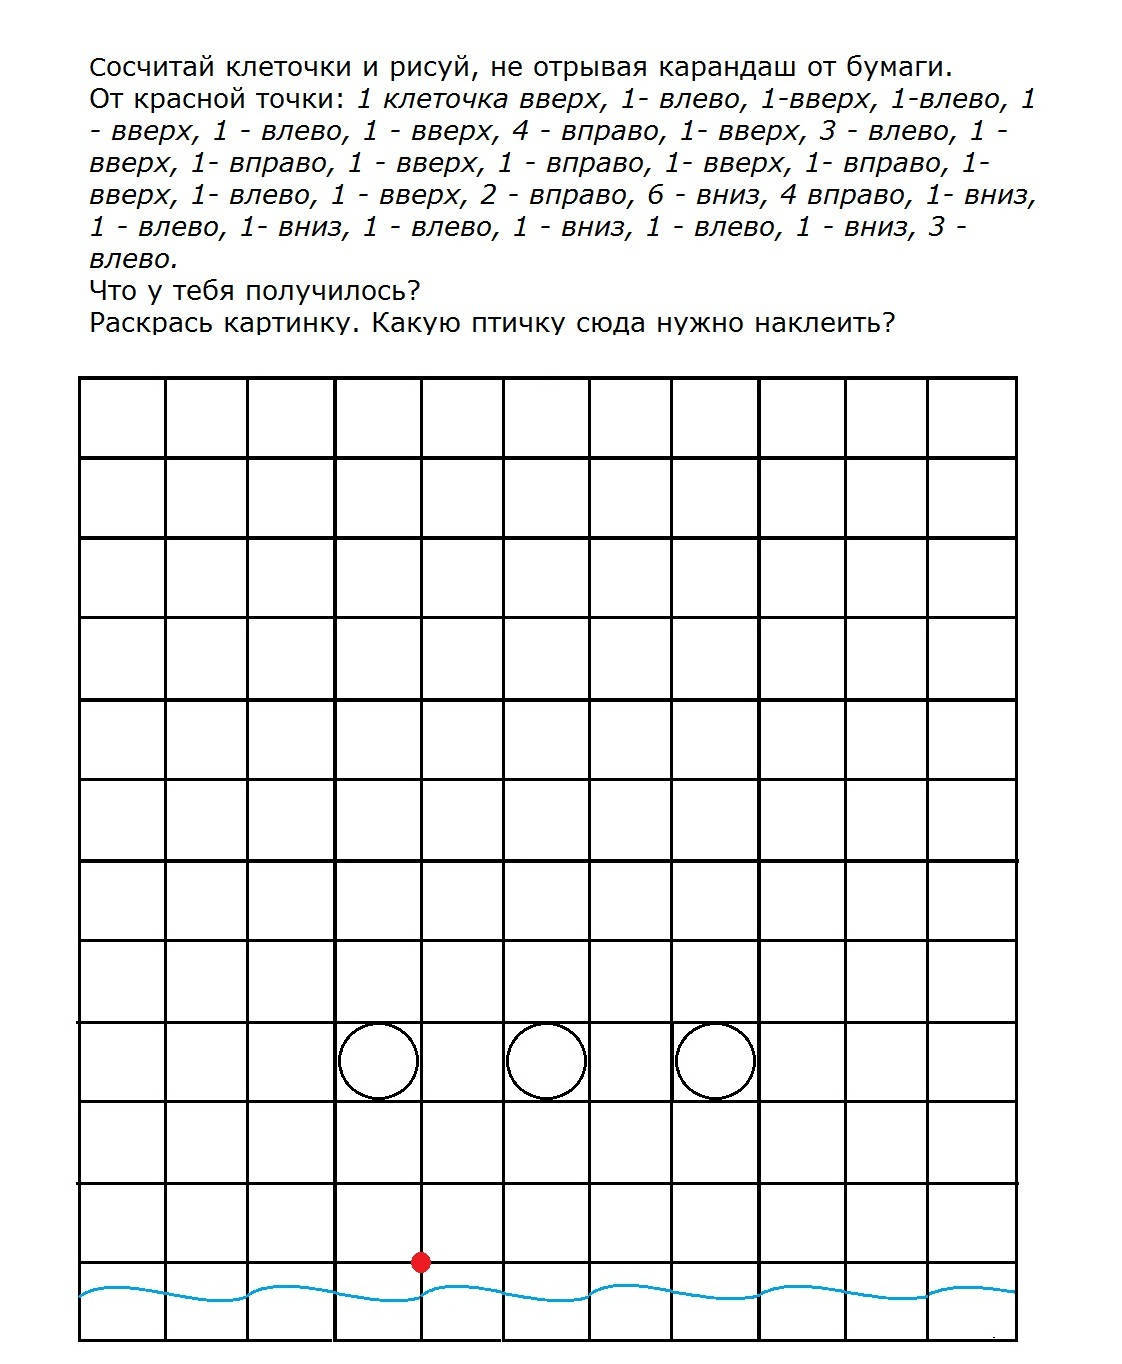 Сосчитай клеточки и рисуй, не отрывая карандаш от бумаги.
От красной точки: 1 клеточка вверх, 1- влево, 1-вверх, 1-влево, 1
- вверх, 1 - влево, 1 - вверх, 4 - вправо, 1- вверх, 3 - влево, 1 -
вверх, 1- вправо, 1 - вверх, 1 - вправо, 1- вверх, 1- вправо, 1-
вверх, 1- влево, 1 - вверх, 2 - вправо, 6 - вниз, 4 вправо, 1- вниз,
1 - влево, 1- вниз, 1 - влево, 1 - вниз, 1 - влево, 1 - вниз, 3 -
влево.
Что у тебя получилось?
Раскрась картинку. Какую птичку сюда нужно наклеить?